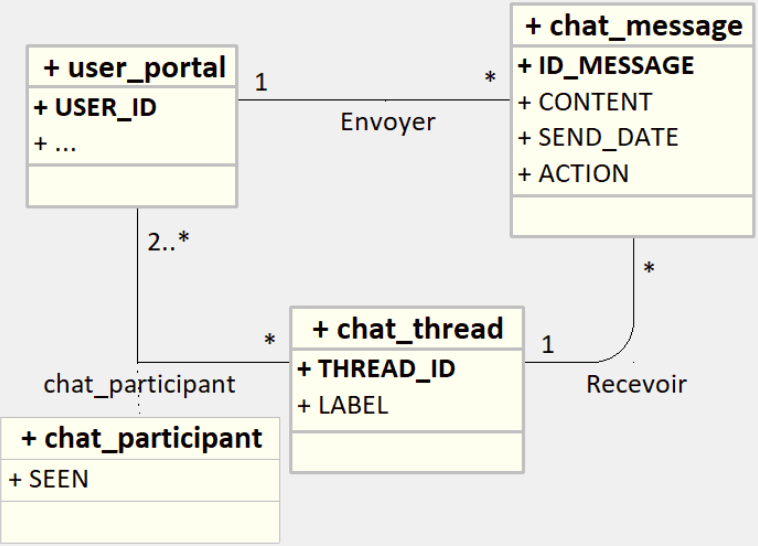 + user_portal
+ USER_ID
+ ...
1
*
Envoyer
+ chat_message
+ ID_MESSAGE
+ CONTENT
+ SEND_DATE
+ ACTION
2..*
*
chat_participant
+ chat_participant
+ SEEN
+ chat_thread
+ THREAD_ID
+ LABEL
1
*
Recevoir